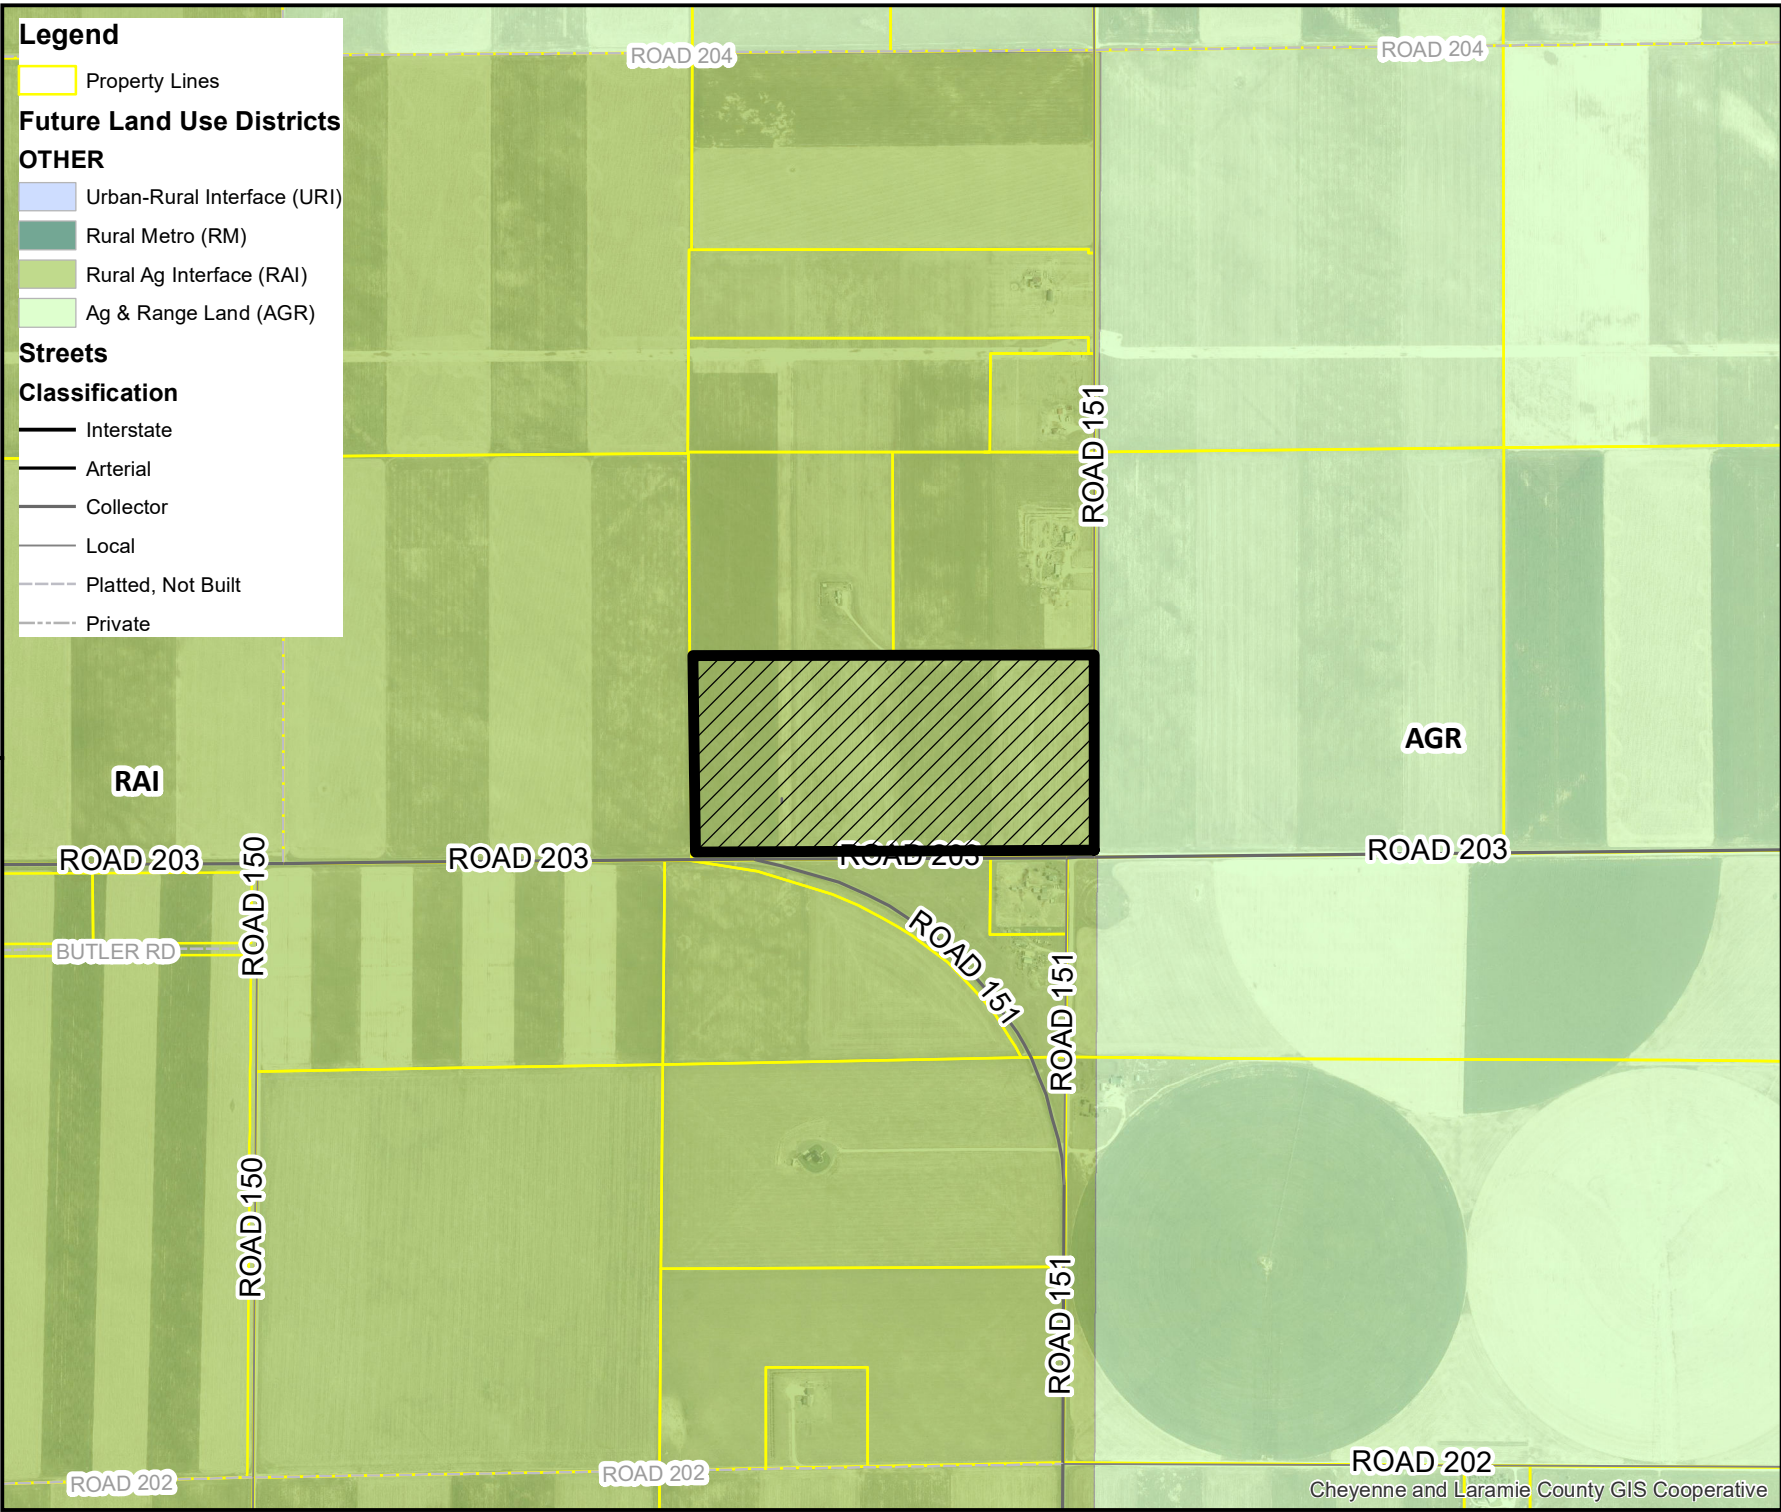 Legend
Property Lines
Future Land Use Districts
OTHER
Urban-Rural Interface (URI)
Rural Metro (RM)
Rural Ag Interface (RAI)
Ag & Range Land (AGR)
Streets
Classification
Interstate
Arterial
Collector
Local
Platted, Not Built
Private
ROAD 204
ROAD 204
ROAD 151
AGR
RAI
ROAD 203
ROAD 150
ROAD 203
ROAD 203
ROAD 203
BUTLER RD
ROAD 151
ROAD 151
ROAD 150
ROAD 151
ROAD 202
ROAD 202
ROAD 202
Cheyenne and Laramie County GIS Cooperative